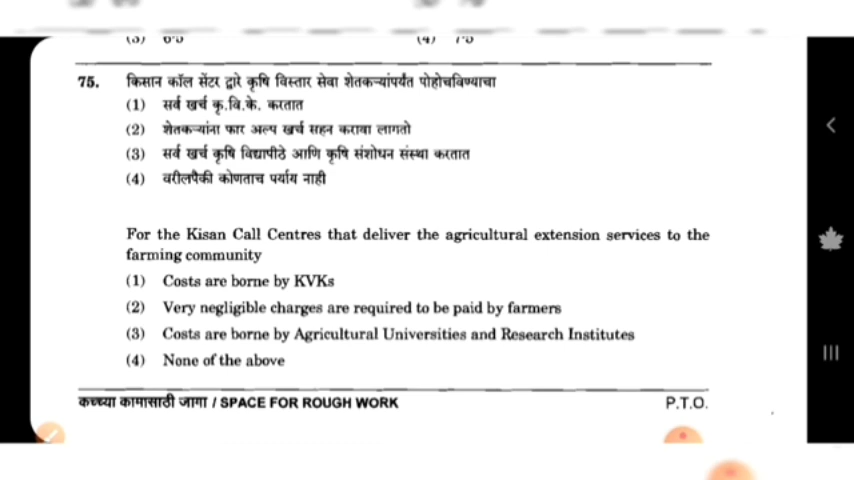 75. किसान कॉल सेंटर द्वारे कृषि विस्तार सेवा शेतकऱ्यांपर्यंत पोहोचविण्याचा
(1) सर्व खर्च कृ.वि.के. करतात
(2) शेतकऱ्यांना फार अल्प खर्च सहन करावा लागतो
(3) सर्व खर्च कृषि विद्यापीठे आणि कृषि संशोधन संस्था करतात
(4) वरीलपैकी कोणताच पर्याय नाही
For the Kisan Call Centres that deliver the agricultural extension services to the
farming community
(1) Costs are borne by KVKs
(2) Very negligible charges are required to be paid by farmers
(3) Costs are borne by Agricultural Universities and Research Institutes
(4) None of the above
कच्च्या कामासाठी जागा / SPACE FOR ROUGH WORK P.T.O.